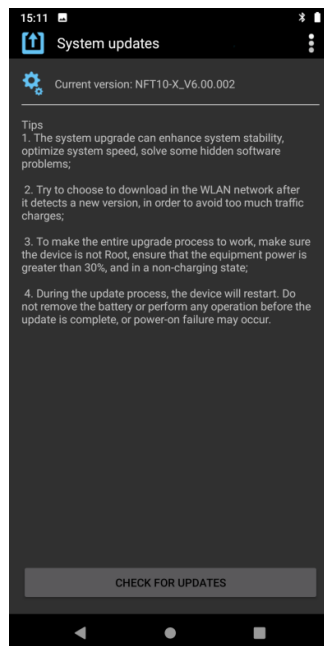 15:11
System updates
Current version: NFT10-X_V6.00.002
Tips
1. The system upgrade can enhance system stability,
optimize system speed, solve some hidden software
problems;
2. Try to choose to download in the WLAN network after
it detects a new version, in order to avoid too much traffic
charges;
3. To make the entire upgrade process to work, make sure
the device is not Root, ensure that the equipment power is
greater than 30%, and in a non-charging state;
4. During the update process, the device will restart. Do
not remove the battery or perform any operation before the
update is complete, or power-on failure may occur.
CHECK FOR UPDATES